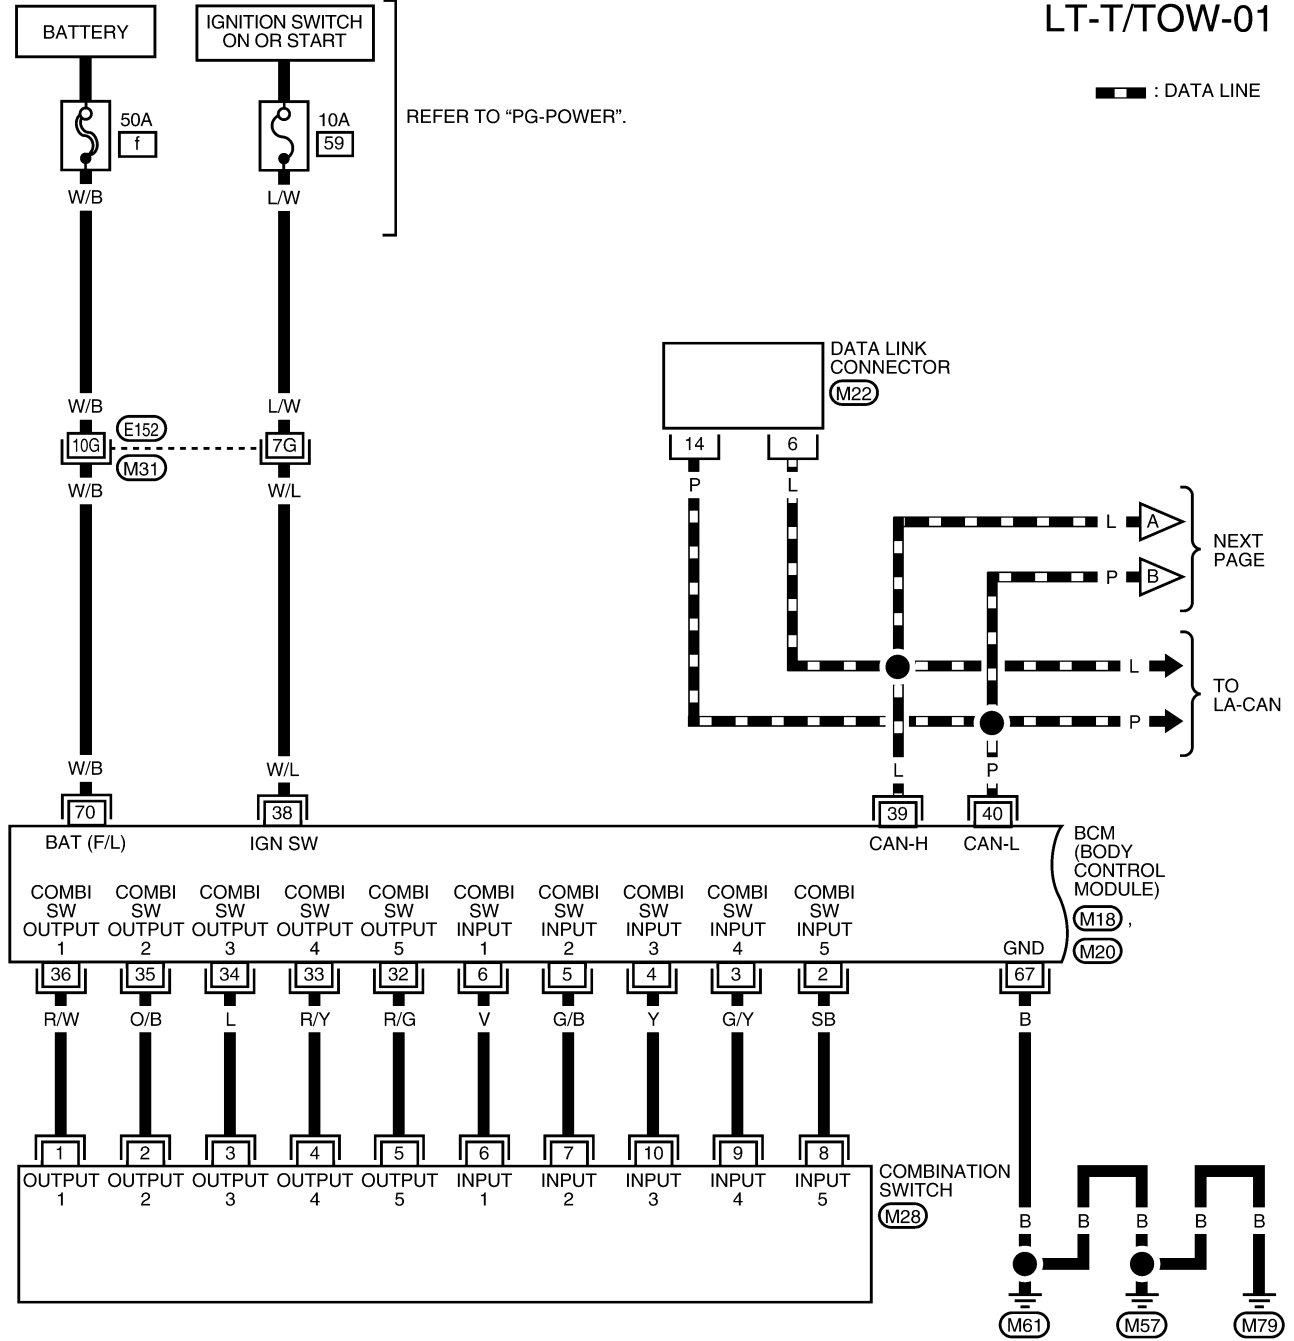 LT-T/TOW-01
BATTERY
IGNITION SWITCH
ON OR START
: DATA LINE
50A
f
10A
59
REFER TO “PG-POWER”.
W/B
L/W
DATA LINK
CONNECTOR
M22
W/B
L/W
10G
E152
M31
7G
14
6
W/B
W/L
P
L
L
A
P
B
NEXT
PAGE
L
P
TO
LA-CAN
W/B
W/L
L
P
70
38
39
40
BAT (F/L)
IGN SW
CAN-H
CAN-L
BCM
(BODY
CONTROL
MODULE)
M18 ,
M20
COMBI
SW
OUTPUT
1
COMBI
SW
OUTPUT
2
COMBI
SW
OUTPUT
3
COMBI
SW
OUTPUT
4
COMBI
SW
OUTPUT
5
COMBI
SW
INPUT
1
COMBI
SW
INPUT
2
COMBI
SW
INPUT
3
COMBI
SW
INPUT
4
COMBI
SW
INPUT
5
GND
36
35
34
33
32
6
5
4
3
2
67
R/W
O/B
L
R/Y
R/G
V
G/B
Y
G/Y
SB
B
1
2
3
4
5
6
7
10
9
8
OUTPUT
1
OUTPUT
2
OUTPUT
3
OUTPUT
4
OUTPUT
5
INPUT
1
INPUT
2
INPUT
3
INPUT
4
INPUT
5
COMBINATION
SWITCH
M28
B
B
B
B
B
M61
M57
M79